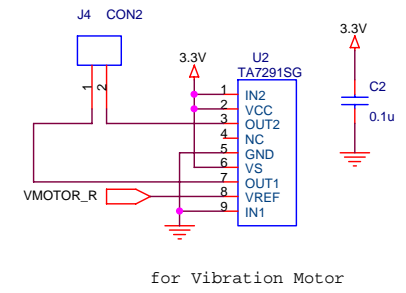 J4 CON2
3.3V
U2
TA7291SG
1 2
1 IN2
2 VCC
3 OUT2
4 NC
5 GND
6 VS
7 OUT1
8 VREF
9 IN1
VMOTOR_R
3.3V
C2
0.1u
for Vibration Motor